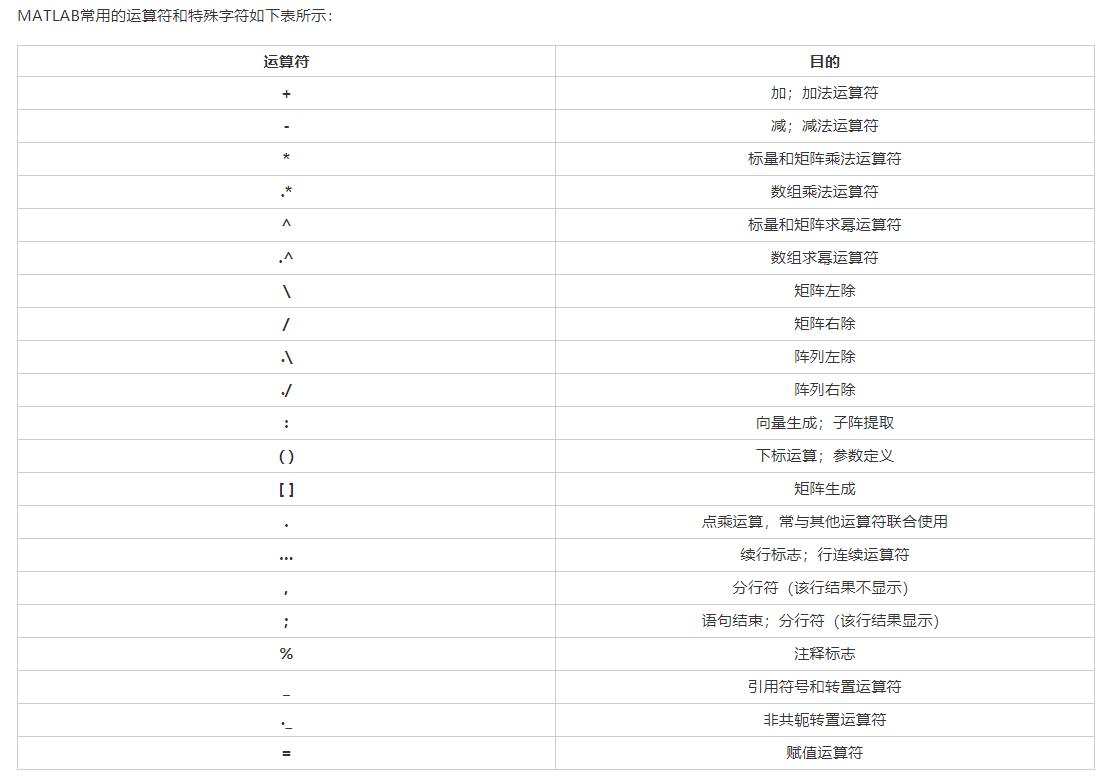 MATLAB常用的运算符和特殊字符如下表所示：
运算符 目的
+ 加；加法运算符
- 减；减法运算符
* 标量和矩阵乘法运算符
.* 数组乘法运算符
^ 标量和矩阵求幂运算符
.^ 数组求幂运算符
\ 矩阵左除
/ 矩阵右除
.\ 阵列左除
./ 阵列右除
: 向量生成；子阵提取
( ) 下标运算；参数定义
[ ] 矩阵生成
. 点乘运算，常与其他运算符联合使用
... 续行标志；行连续运算符
, 分行符（该行结果不显示）
; 语句结束；分行符（该行结果显示）
% 注释标志
_ 引用符号和转置运算符
._ 非共轭转置运算符
= 赋值运算符